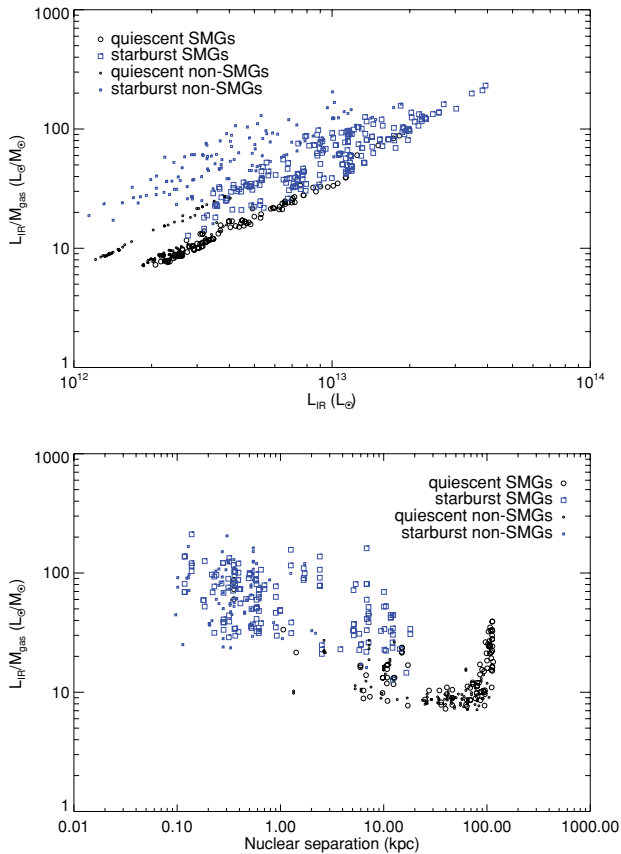 1000
quiescent SMGs
starburst SMGs
quiescent non-SMGs
starburst non-SMGs
100
10
1
L_IR/M_gas (L_⊙/M_⊙)
10^12
10^13
10^14
L_IR (L_⊙)
1000
quiescent SMGs
starburst SMGs
quiescent non-SMGs
starburst non-SMGs
100
10
1
L_IR/M_gas (L_⊙/M_⊙)
0.01
0.10
1.00
10.00
100.00
1000.00
Nuclear separation (kpc)